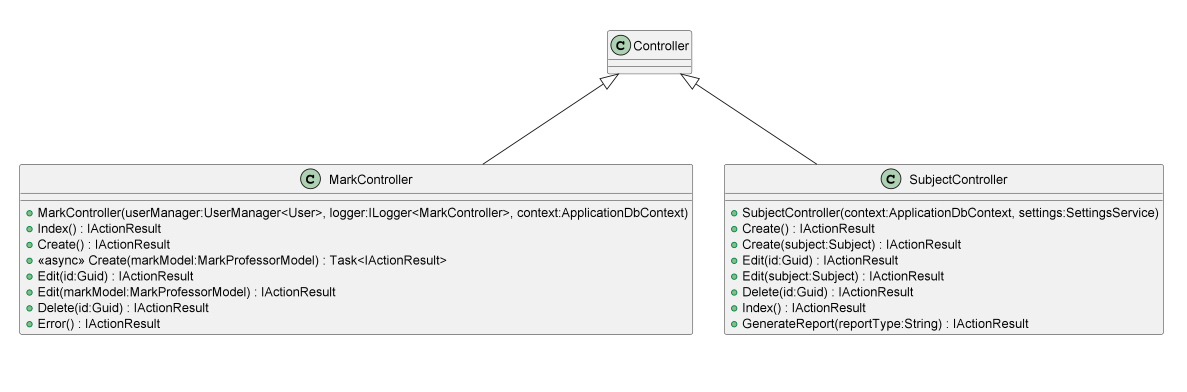 C Controller
C MarkController
MarkController(userManager:UserManager<User>, logger:ILogger<MarkController>, context:ApplicationDbContext)
Index() : IActionResult
Create() : IActionResult
«async» Create(markModel:MarkProfessorModel) : Task<IActionResult>
Edit(id:Guid) : IActionResult
Edit(markModel:MarkProfessorModel) : IActionResult
Delete(id:Guid) : IActionResult
Error() : IActionResult
C SubjectController
SubjectController(context:ApplicationDbContext, settings:SettingsService)
Create() : IActionResult
Create(subject:Subject) : IActionResult
Edit(id:Guid) : IActionResult
Edit(subject:Subject) : IActionResult
Delete(id:Guid) : IActionResult
Index() : IActionResult
GenerateReport(reportType:String) : IActionResult